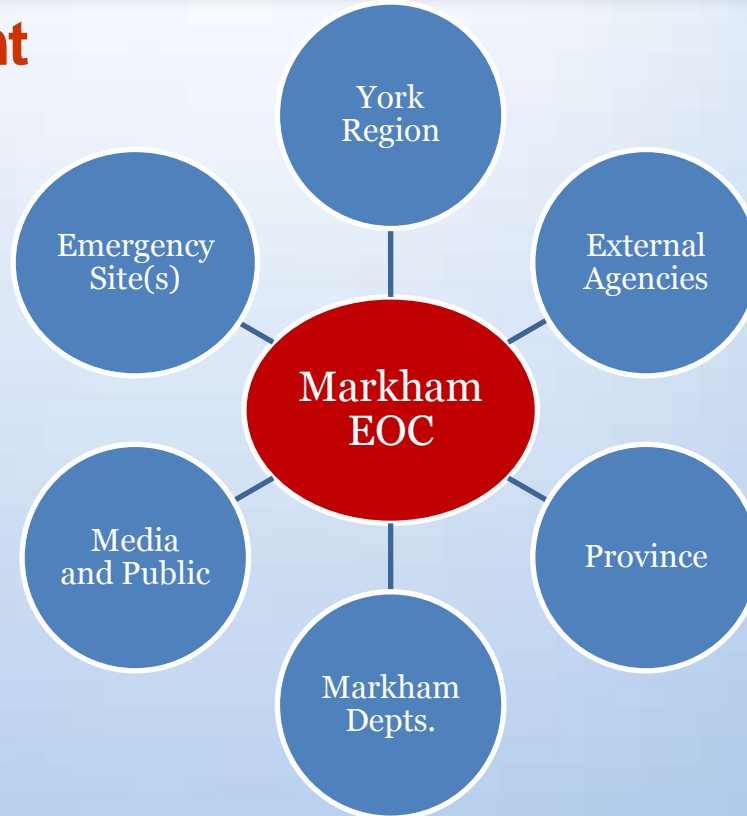 nt
York
Region
Emergency
Site(s)
External
Agencies
Markham
EOC
Media
and Public
Province
Markham
Depts.